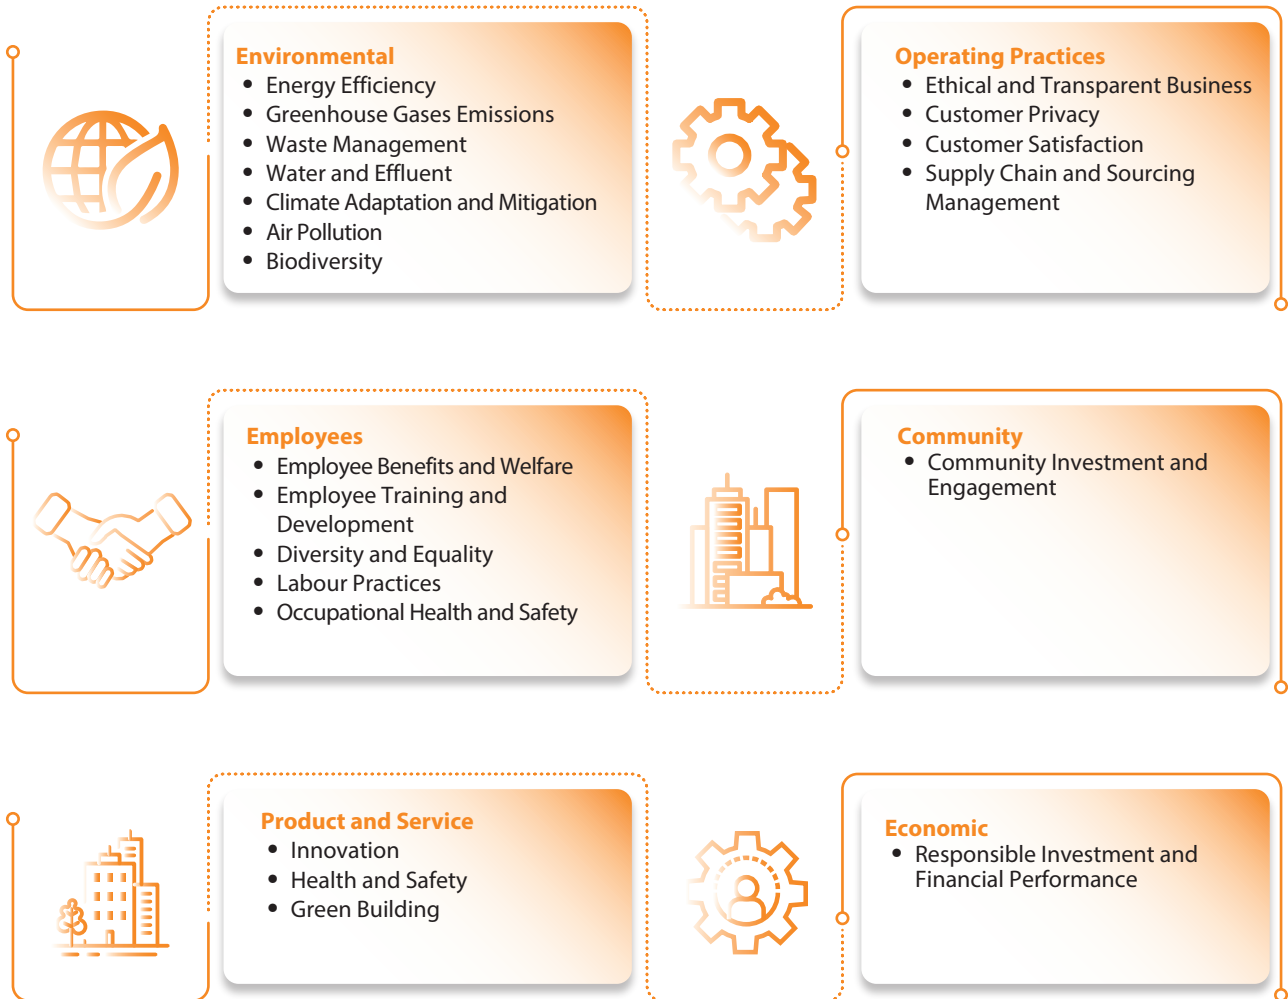 Environmental
• Energy Efficiency
• Greenhouse Gases Emissions
• Waste Management
• Water and Effluent
• Climate Adaptation and Mitigation
• Air Pollution
• Biodiversity
Operating Practices
• Ethical and Transparent Business
• Customer Privacy
• Customer Satisfaction
• Supply Chain and Sourcing
Management
Employees
• Employee Benefits and Welfare
• Employee Training and
Development
• Diversity and Equality
• Labour Practices
• Occupational Health and Safety
Community
• Community Investment and
Engagement
Product and Service
• Innovation
• Health and Safety
• Green Building
Economic
• Responsible Investment and
Financial Performance